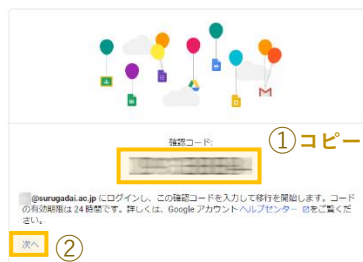 確認コード:
①コピー
@surugadai.ac.jp にログインし、この確認コードを入力して移行を開始します。コード
の有効期限は 24 時間です。詳しくは、Google アカウント ヘルプセンター をご覧くだ
さい。
次へ ②